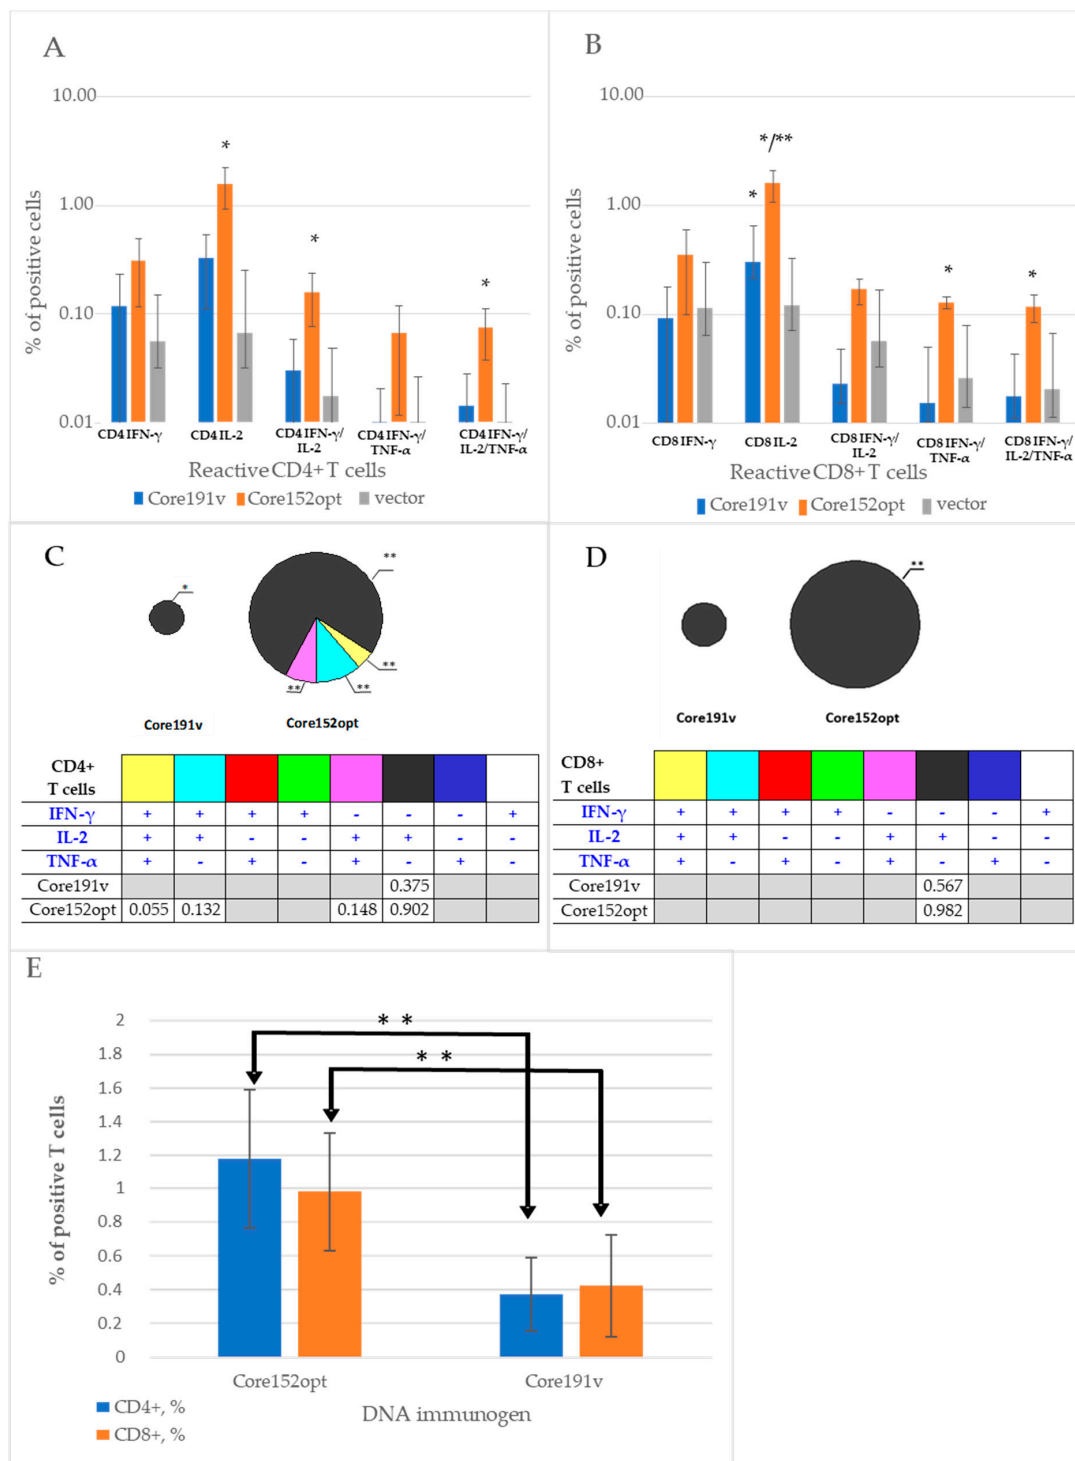 A
10.00
1.00
0.10
0.01
% of positive cells
*
*
*
CD4 IFN-γ
CD4 IL-2
CD4 IFN-γ/
IL-2
CD4 IFN-γ/
TNF-α
CD4 IFN-γ/
IL-2/TNF-α
Reactive CD4+ T cells
Core191v Core152opt vector
B
10.00
1.00
0.10
0.01
% of positive cells
*
*/**
*
*
CD8 IFN-γ
CD8 IL-2
CD8 IFN-γ/
IL-2
CD8 IFN-γ/
TNF-α
CD8 IFN-γ/
IL-2/TNF-α
Reactive CD8+ T cells
Core191v Core152opt vector
C
*
**
**
**
**
Core191v Core152opt
CD4+
T cells
IFN-γ + + + + - - - +
IL-2 + + - - + + - -
TNF-α + - + - + - + -
Core191v 0.375
Core152opt 0.055 0.132 0.148 0.902
D
**
Core191v Core152opt
CD8+
T cells
IFN-γ + + + + - - - +
IL-2 + + - - + + - -
TNF-α + - + - + - + -
Core191v 0.567
Core152opt 0.982
E
2
1.8
1.6
1.4
1.2
1
0.8
0.6
0.4
0.2
0
% of positive T cells
* *
* *
Core152opt Core191v
DNA immunogen
CD4+, %
CD8+, %